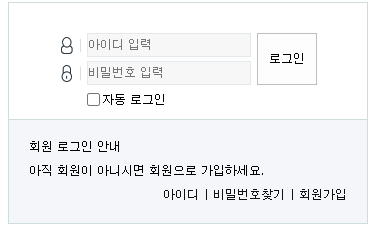 아이디 입력
비밀번호 입력
로그인
자동 로그인
회원 로그인 안내
아직 회원이 아니시면 회원으로 가입하세요.
아이디 | 비밀번호찾기 | 회원가입